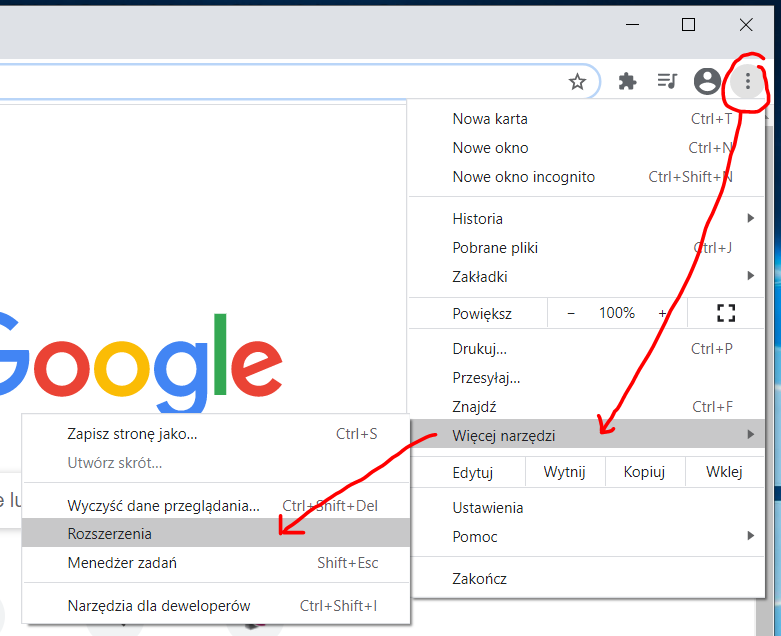 Nowa karta Ctrl+T
Nowe okno Ctrl+N
Nowe okno incognito Ctrl+Shift+N
Historia
Pobrane pliki Ctrl+J
Zakładki
Powiększ − 100% +
Google
Drukuj... Ctrl+P
Przesyłaj...
Znajdź Ctrl+F
Więcej narzędzi
Edytuj Wytnij Kopiuj Wklej
Ustawienia
Pomoc
Zakończ
Zapisz stronę jako... Ctrl+S
Utwórz skrót...
Wyczyść dane przeglądania... Ctrl+Shift+Del
Rozszerzenia
Menedżer zadań Shift+Esc
Narzędzia dla deweloperów Ctrl+Shift+I